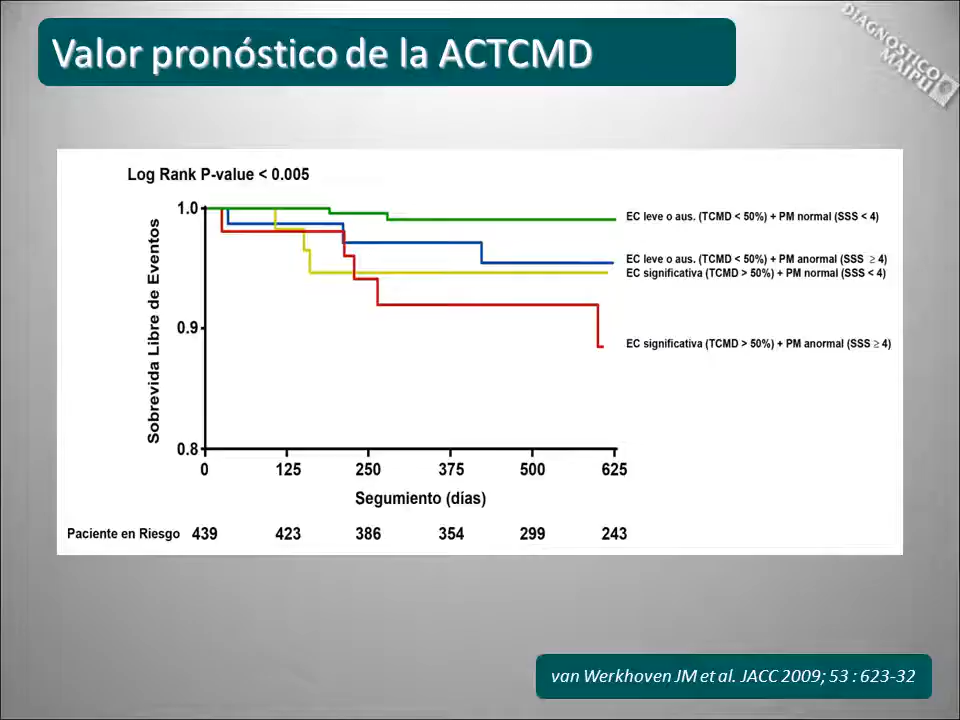 Valor pronóstico de la ACTCMD
DIAGNÓSTICO
MAIPÚ
Log Rank P-value < 0.005
Sobrevida Libre de Eventos
1.0
0.9
0.8
EC leve o aus. (TCMD < 50%) + PM normal (SSS < 4)
EC leve o aus. (TCMD < 50%) + PM anormal (SSS ≥ 4)
EC significativa (TCMD > 50%) + PM normal (SSS < 4)
EC significativa (TCMD > 50%) + PM anormal (SSS ≥ 4)
0 125 250 375 500 625
Segumiento (días)
Paciente en Riesgo 439 423 386 354 299 243
van Werkhoven JM et al. JACC 2009; 53 : 623-32